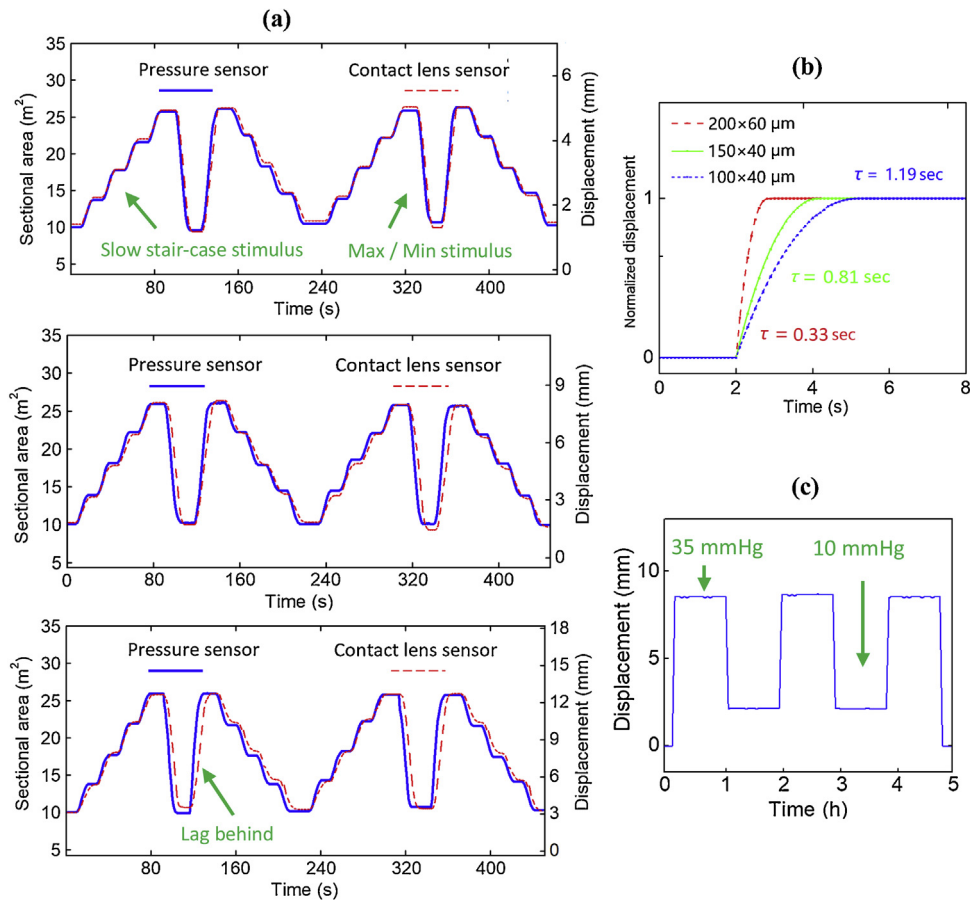 (a)
Pressure sensor
Contact lens sensor
Sectional area (m²)
35
30
25
20
15
10
5
Slow stair-case stimulus
Max / Min stimulus
80
160
240
320
400
Time (s)
6
4
2
0
Displacement (mm)
Pressure sensor
Contact lens sensor
Sectional area (m²)
35
30
25
20
15
10
5
0
80
160
240
320
400
Time (s)
9
6
3
0
Displacement (mm)
Pressure sensor
Contact lens sensor
Sectional area (m²)
35
30
25
20
15
10
5
Lag behind
80
160
240
320
400
Time (s)
18
15
12
9
6
3
0
Displacement (mm)
(b)
Normalized displacement
1
0
200×60 µm
150×40 µm
100×40 µm
τ = 1.19 sec
τ = 0.81 sec
τ = 0.33 sec
0
2
4
6
8
Time (s)
(c)
Displacement (mm)
10
5
0
35 mmHg
10 mmHg
0
1
2
3
4
5
Time (h)